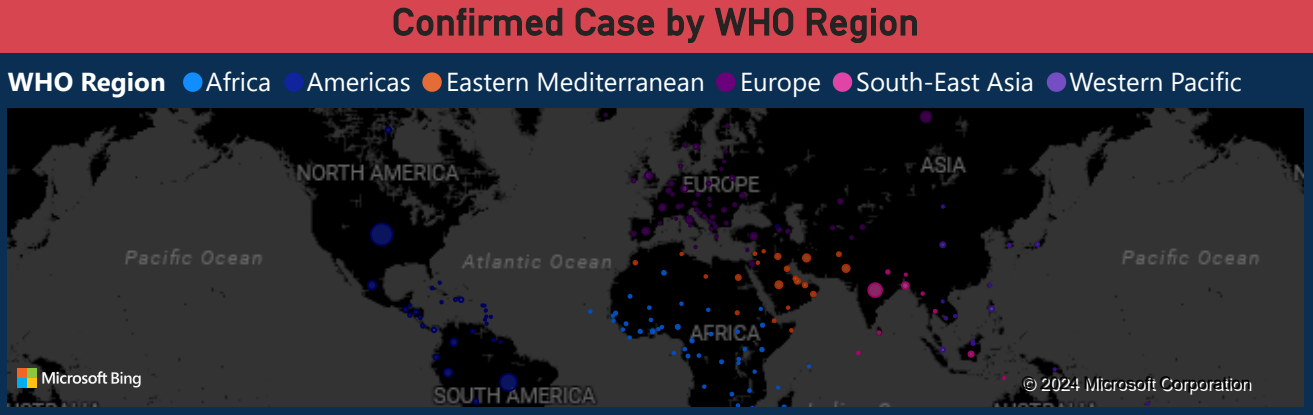 Confirmed Case by WHO Region
WHO Region Africa Americas Eastern Mediterranean Europe South-East Asia Western Pacific
NORTH AMERICA
ASIA
EUROPE
Pacific Ocean
Atlantic Ocean
Pacific Ocean
AFRICA
Microsoft Bing
SOUTH AMERICA
© 2024 Microsoft Corporation